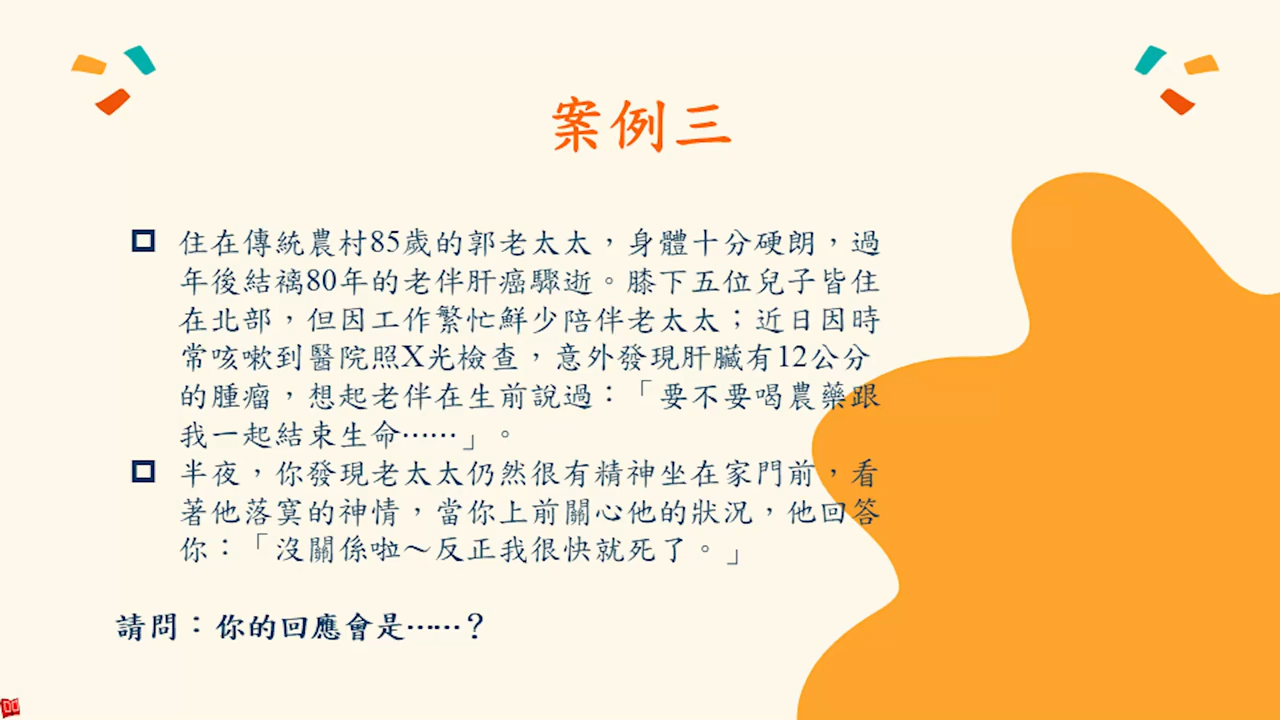 案例三
住在傳統農村85歲的郭老太太，身體十分硬朗，過
年後結褵80年的老伴肝癌驟逝。膝下五位兒子皆住
在北部，但因工作繁忙鮮少陪伴老太太；近日因時
常咳嗽到醫院照X光檢查，意外發現肝臟有12公分
的腫瘤，想起老伴在生前說過：「要不要喝農藥跟
我一起結束生命……」。
半夜，你發現老太太仍然很有精神坐在家門前，看
著他落寞的神情，當你上前關心他的狀況，他回答
你：「沒關係啦～反正我很快就死了。」
請問：你的回應會是……？